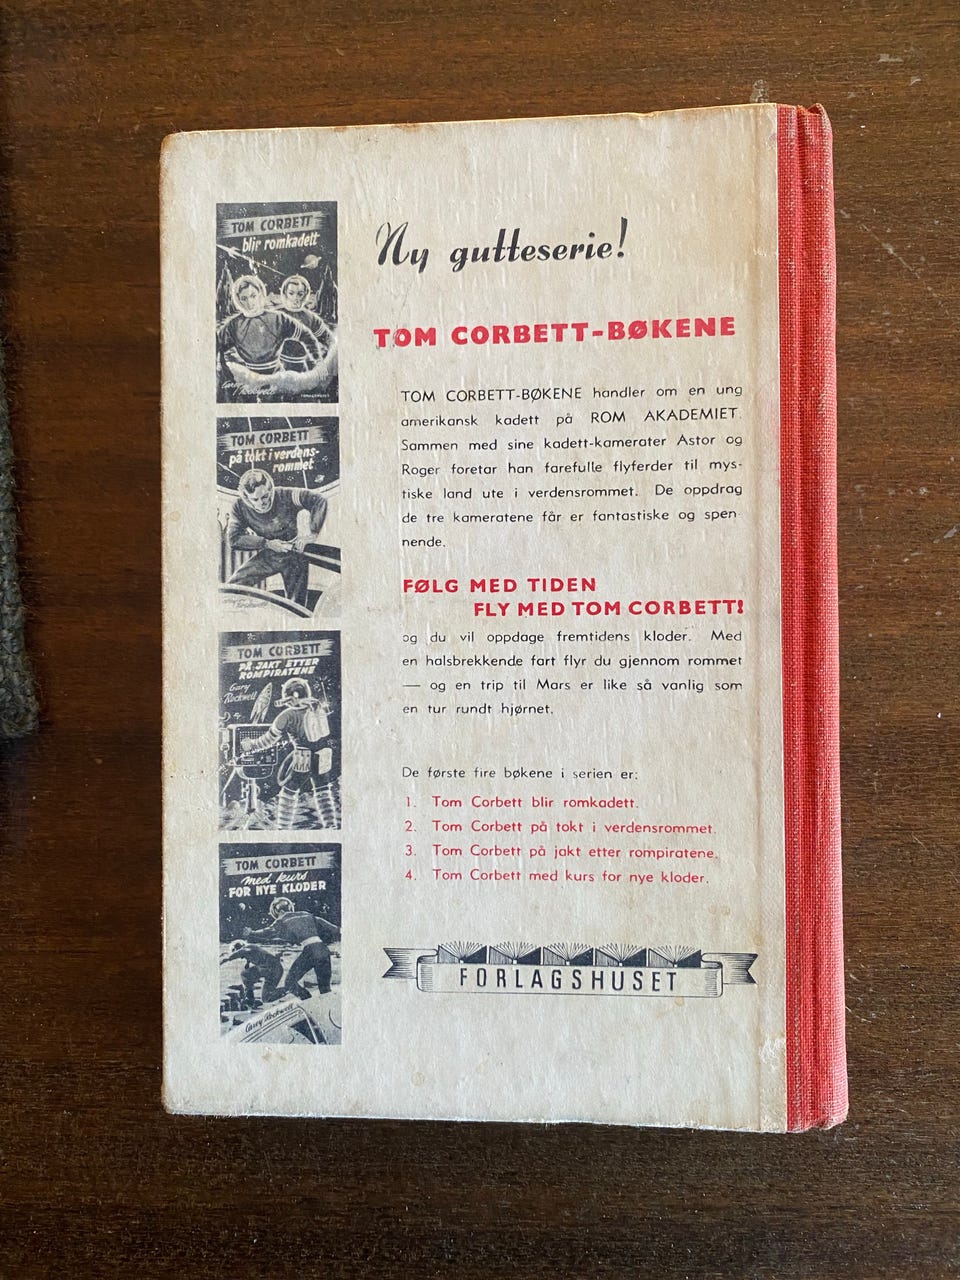 TOM CORBETT
blir romkadett
Carey Rockwell
TOM CORBETT
på tokt i verdens-
rommet
TOM CORBETT
PÅ JAKT ETTER
ROMPIRATENE
Gary
Rockwell
TOM CORBETT
med kurs
FOR NYE KLODER
Carey Rockwell
Ny gutteserie!
TOM CORBETT-BØKENE
TOM CORBETT-BØKENE handler om en ung
amerikansk kadett på ROM AKADEMIET.
Sammen med sine kadett-kamerater Astor og
Roger foretar han farefulle flyferder til mys-
tiske land ute i verdensrommet. De oppdrag
de tre kameratene får er fantastiske og spen-
nende.
FØLG MED TIDEN
FLY MED TOM CORBETT!
og du vil oppdage fremtidens kloder. Med
en halsbrekkende fart flyr du gjennom rommet
— og en trip til Mars er like så vanlig som
en tur rundt hjørnet.
De første fire bøkene i serien er:
1. Tom Corbett blir romkadett.
2. Tom Corbett på tokt i verdensrommet.
3. Tom Corbett på jakt etter rompiratene.
4. Tom Corbett med kurs for nye kloder.
FORLAGSHUSET